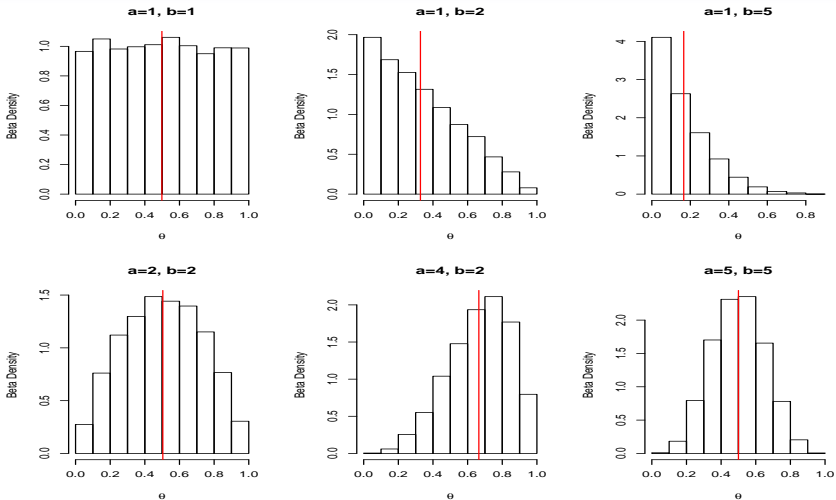 a=1, b=1
Beta Density
0.0 0.2 0.4 0.6 0.8 1.0
0.0 0.2 0.4 0.6 0.8 1.0
θ
a=1, b=2
Beta Density
0.0 0.5 1.0 1.5 2.0
0.0 0.2 0.4 0.6 0.8 1.0
θ
a=1, b=5
Beta Density
0 1 2 3 4
0.0 0.2 0.4 0.6 0.8
θ
a=2, b=2
Beta Density
0.0 0.5 1.0 1.5
0.0 0.2 0.4 0.6 0.8 1.0
θ
a=4, b=2
Beta Density
0.0 0.5 1.0 1.5 2.0
0.0 0.2 0.4 0.6 0.8 1.0
θ
a=5, b=5
Beta Density
0.0 0.5 1.0 1.5 2.0
0.0 0.2 0.4 0.6 0.8 1.0
θ